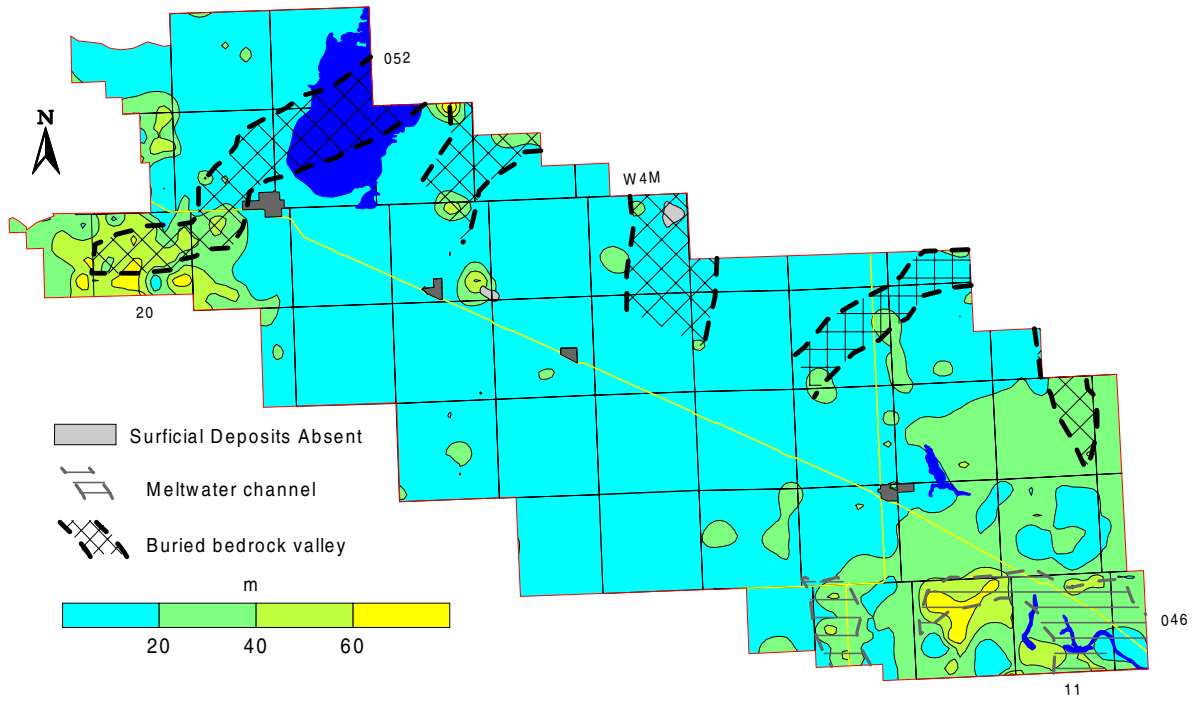 052
N
W4M
20
Surficial Deposits Absent
Meltwater channel
Buried bedrock valley
m
20 40 60
046
11